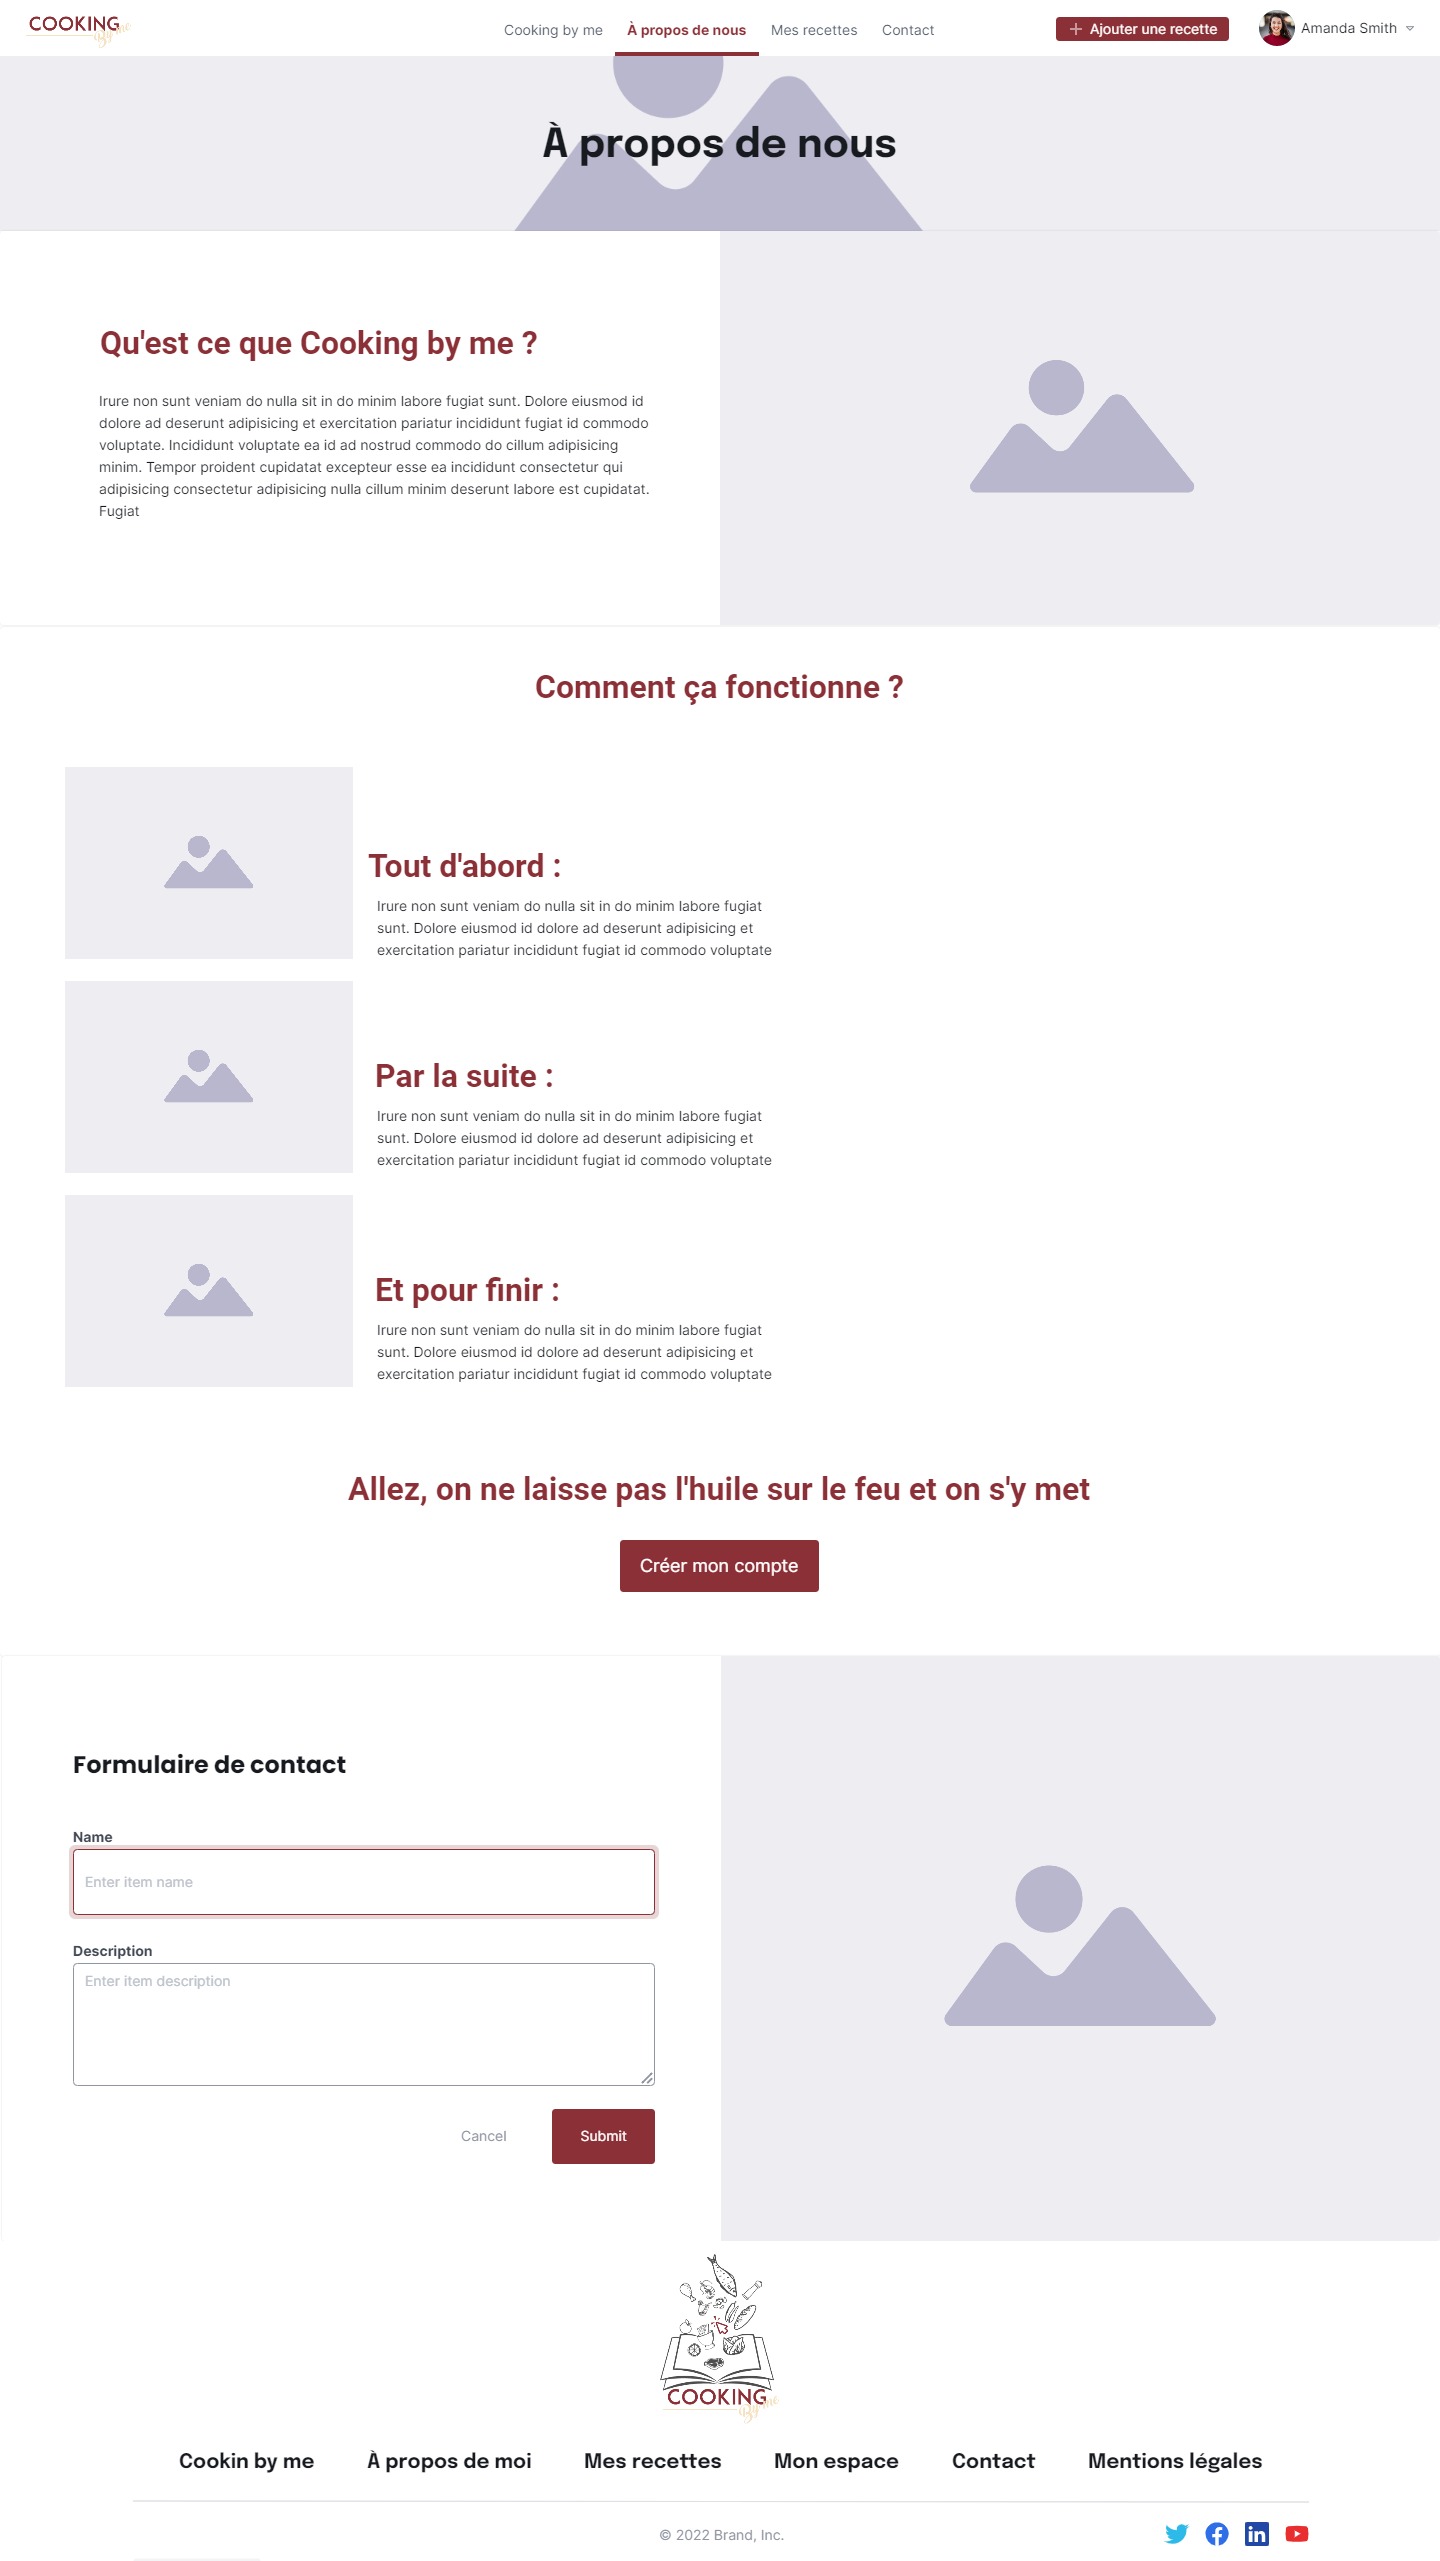 COOKING
By me
Cooking by me
À propos de nous
Mes recettes
Contact
Ajouter une recette
Amanda Smith
À propos de nous
Qu'est ce que Cooking by me ?
Irure non sunt veniam do nulla sit in do minim labore fugiat sunt. Dolore eiusmod id
dolore ad deserunt adipisicing et exercitation pariatur incididunt fugiat id commodo
voluptate. Incididunt voluptate ea id ad nostrud commodo do cillum adipisicing
minim. Tempor proident cupidatat excepteur esse ea incididunt consectetur qui
adipisicing consectetur adipisicing nulla cillum minim deserunt labore est cupidatat.
Fugiat
Comment ça fonctionne ?
Tout d'abord :
Irure non sunt veniam do nulla sit in do minim labore fugiat
sunt. Dolore eiusmod id dolore ad deserunt adipisicing et
exercitation pariatur incididunt fugiat id commodo voluptate
Par la suite :
Irure non sunt veniam do nulla sit in do minim labore fugiat
sunt. Dolore eiusmod id dolore ad deserunt adipisicing et
exercitation pariatur incididunt fugiat id commodo voluptate
Et pour finir :
Irure non sunt veniam do nulla sit in do minim labore fugiat
sunt. Dolore eiusmod id dolore ad deserunt adipisicing et
exercitation pariatur incididunt fugiat id commodo voluptate
Allez, on ne laisse pas l'huile sur le feu et on s'y met
Créer mon compte
Formulaire de contact
Name
Enter item name
Description
Enter item description
Cancel
Submit
COOKING
By me
Cookin by me
À propos de moi
Mes recettes
Mon espace
Contact
Mentions légales
© 2022 Brand, Inc.